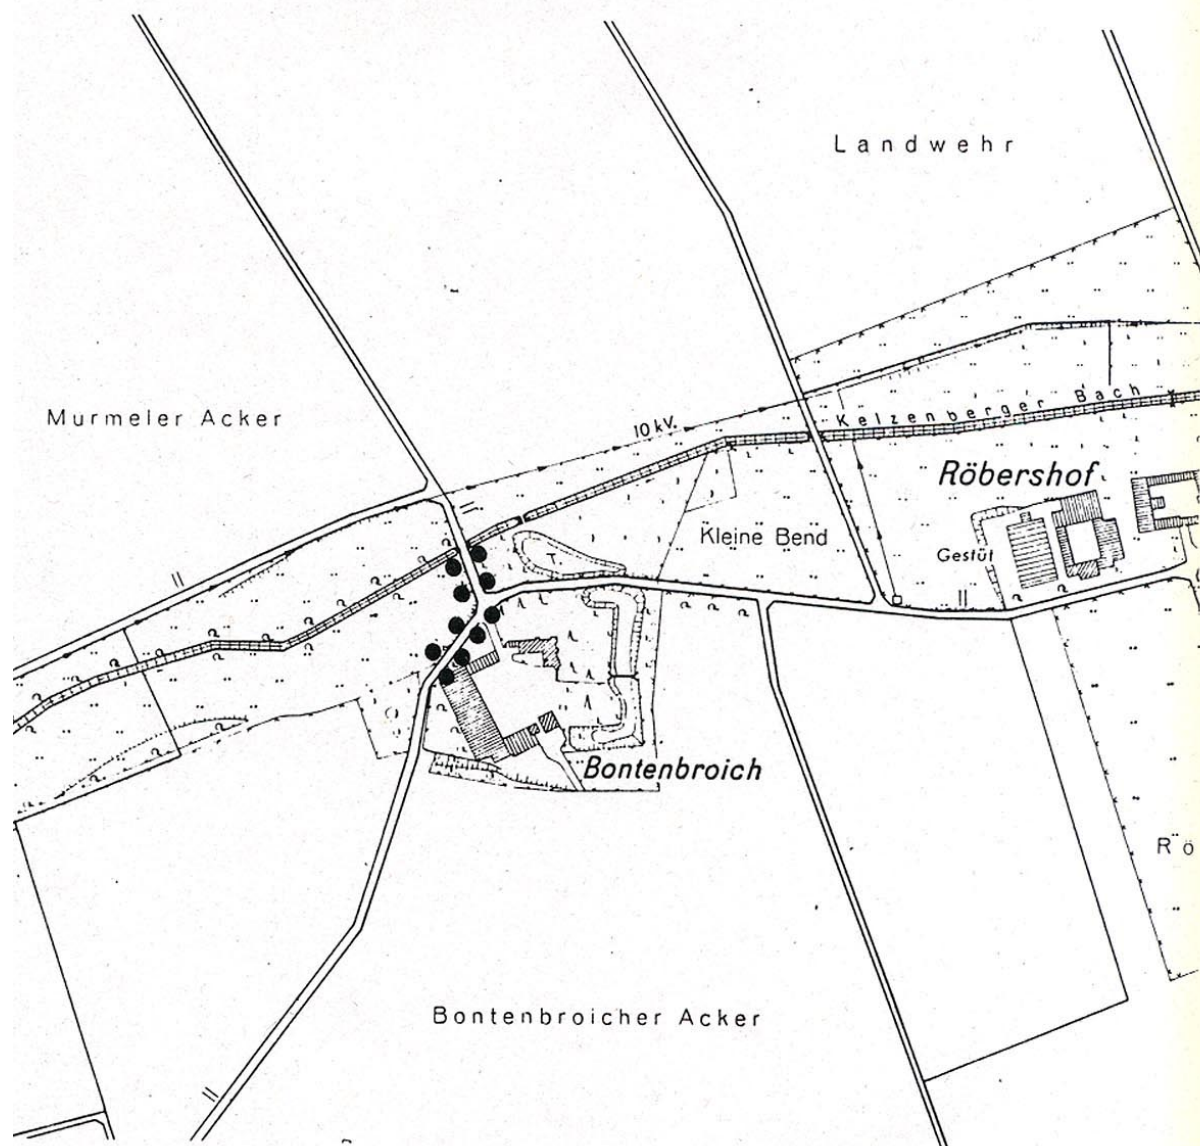 Landwehr
Murmeler Acker
10 kV.
Kelzenberger Bach
Röbershof
Kleine Bend
Gestüt
Bontenbroich
Rö
Bontenbroicher Acker